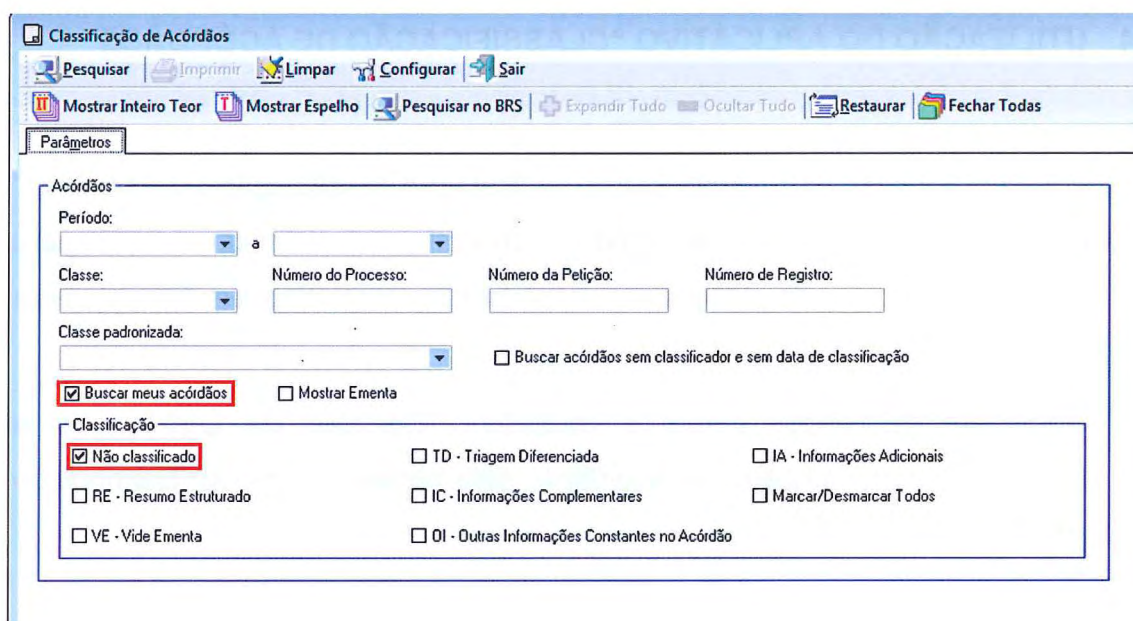 Classificação de Acórdãos
Pesquisar Imprimir Limpar Configurar Sair
Mostrar Inteiro Teor Mostrar Espelho Pesquisar no BRS Expandir Tudo Ocultar Tudo Restaurar Fechar Todas
Parâmetros
Acórdãos
Período:
a
Classe: Número do Processo: Número da Petição: Número de Registro:
Classe padronizada:
Buscar acórdãos sem classificador e sem data de classificação
Buscar meus acórdãos Mostrar Ementa
Classificação
Não classificado TD - Triagem Diferenciada IA - Informações Adicionais
RE - Resumo Estruturado IC - Informações Complementares Marcar/Desmarcar Todos
VE - Vide Ementa OI - Outras Informações Constantes no Acórdão